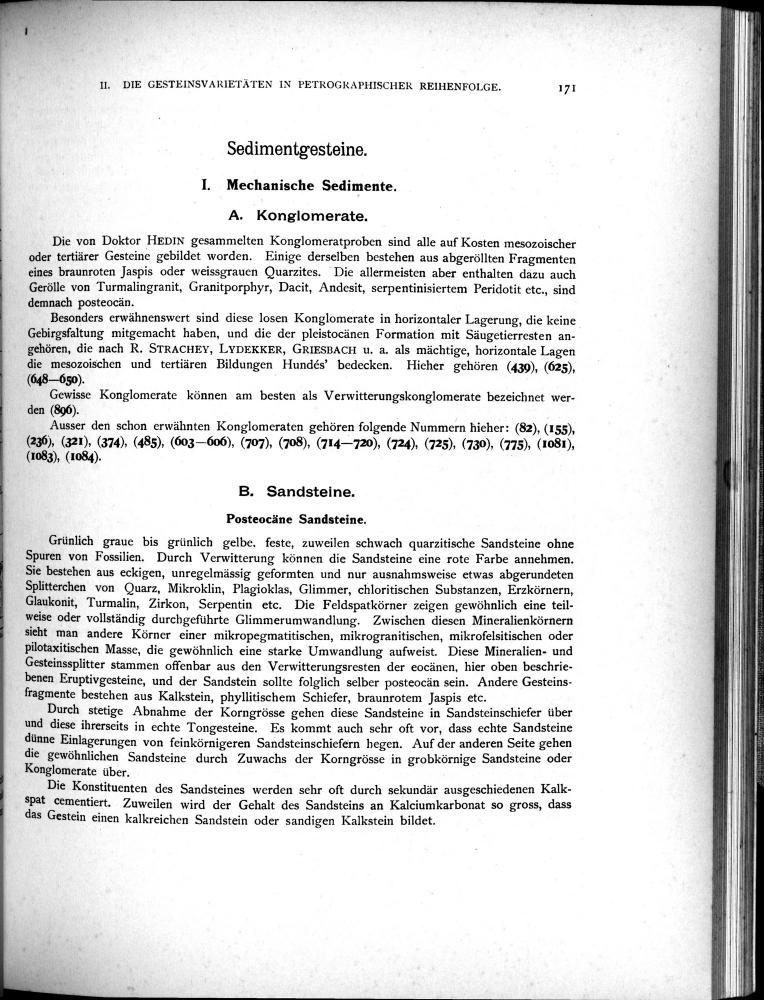 II. DIE GESTEINSVARIETÄTEN IN PETROGRAPHISCHER REIHENFOLGE. 171
Sedimentgesteine.
I. Mechanische Sedimente.
A. Konglomerate.
Die von Doktor HEDIN gesammelten Konglomeratproben sind alle auf Kosten mesozoischer
oder tertiärer Gesteine gebildet worden. Einige derselben bestehen aus abgeröllten Fragmenten
eines braunroten Jaspis oder weissgrauen Quarzites. Die allermeisten aber enthalten dazu auch
Gerölle von Turmalingranit, Granitporphyr, Dacit, Andesit, serpentinisiertem Peridotit etc., sind
demnach posteocän.
Besonders erwähnenswert sind diese losen Konglomerate in horizontaler Lagerung, die keine
Gebirgsfaltung mitgemacht haben, und die der pleistocänen Formation mit Säugetierresten an-
gehören, die nach R. STRACHEY, LYDEKKER, GRIESBACH u. a. als mächtige, horizontale Lagen
die mesozoischen und tertiären Bildungen Hundés' bedecken. Hieher gehören (439), (625),
(648—650).
Gewisse Konglomerate können am besten als Verwitterungskonglomerate bezeichnet wer-
den (896).
Ausser den schon erwähnten Konglomeraten gehören folgende Nummern hieher: (82), (155),
(236), (321), (374), (485), (603—606), (707), (708), (714—720), (724), (725), (730), (775), (1081),
(1083), (1084).
B. Sandsteine.
Posteocäne Sandsteine.
Grünlich graue bis grünlich gelbe, feste, zuweilen schwach quarzitische Sandsteine ohne
Spuren von Fossilien. Durch Verwitterung können die Sandsteine eine rote Farbe annehmen.
Sie bestehen aus eckigen, unregelmässig geformten und nur ausnahmsweise etwas abgerundeten
Splitterchen von Quarz, Mikroklin, Plagioklas, Glimmer, chloritischen Substanzen, Erzkörnern,
Glaukonit, Turmalin, Zirkon, Serpentin etc. Die Feldspatkörner zeigen gewöhnlich eine teil-
weise oder vollständig durchgeführte Glimmerumwandlung. Zwischen diesen Mineralienkörnern
sieht man andere Körner einer mikropegmatitischen, mikrogranitischen, mikrofelsitischen oder
pilotaxitischen Masse, die gewöhnlich eine starke Umwandlung aufweist. Diese Mineralien- und
Gesteinssplitter stammen offenbar aus den Verwitterungsresten der eocänen, hier oben beschrie-
benen Eruptivgesteine, und der Sandstein sollte folglich selber posteocän sein. Andere Gesteins-
fragmente bestehen aus Kalkstein, phyllitischem Schiefer, braunrotem Jaspis etc.
Durch stetige Abnahme der Korngrösse gehen diese Sandsteine in Sandsteinschiefer über
und diese ihrerseits in echte Tongesteine. Es kommt auch sehr oft vor, dass echte Sandsteine
dünne Einlagerungen von feinkörnigeren Sandsteinschiefern hegen. Auf der anderen Seite gehen
die gewöhnlichen Sandsteine durch Zuwachs der Korngrösse in grobkörnige Sandsteine oder
Konglomerate über.
Die Konstituenten des Sandsteines werden sehr oft durch sekundär ausgeschiedenen Kalk-
spat cementiert. Zuweilen wird der Gehalt des Sandsteins an Kalciumkarbonat so gross, dass
das Gestein einen kalkreichen Sandstein oder sandigen Kalkstein bildet.